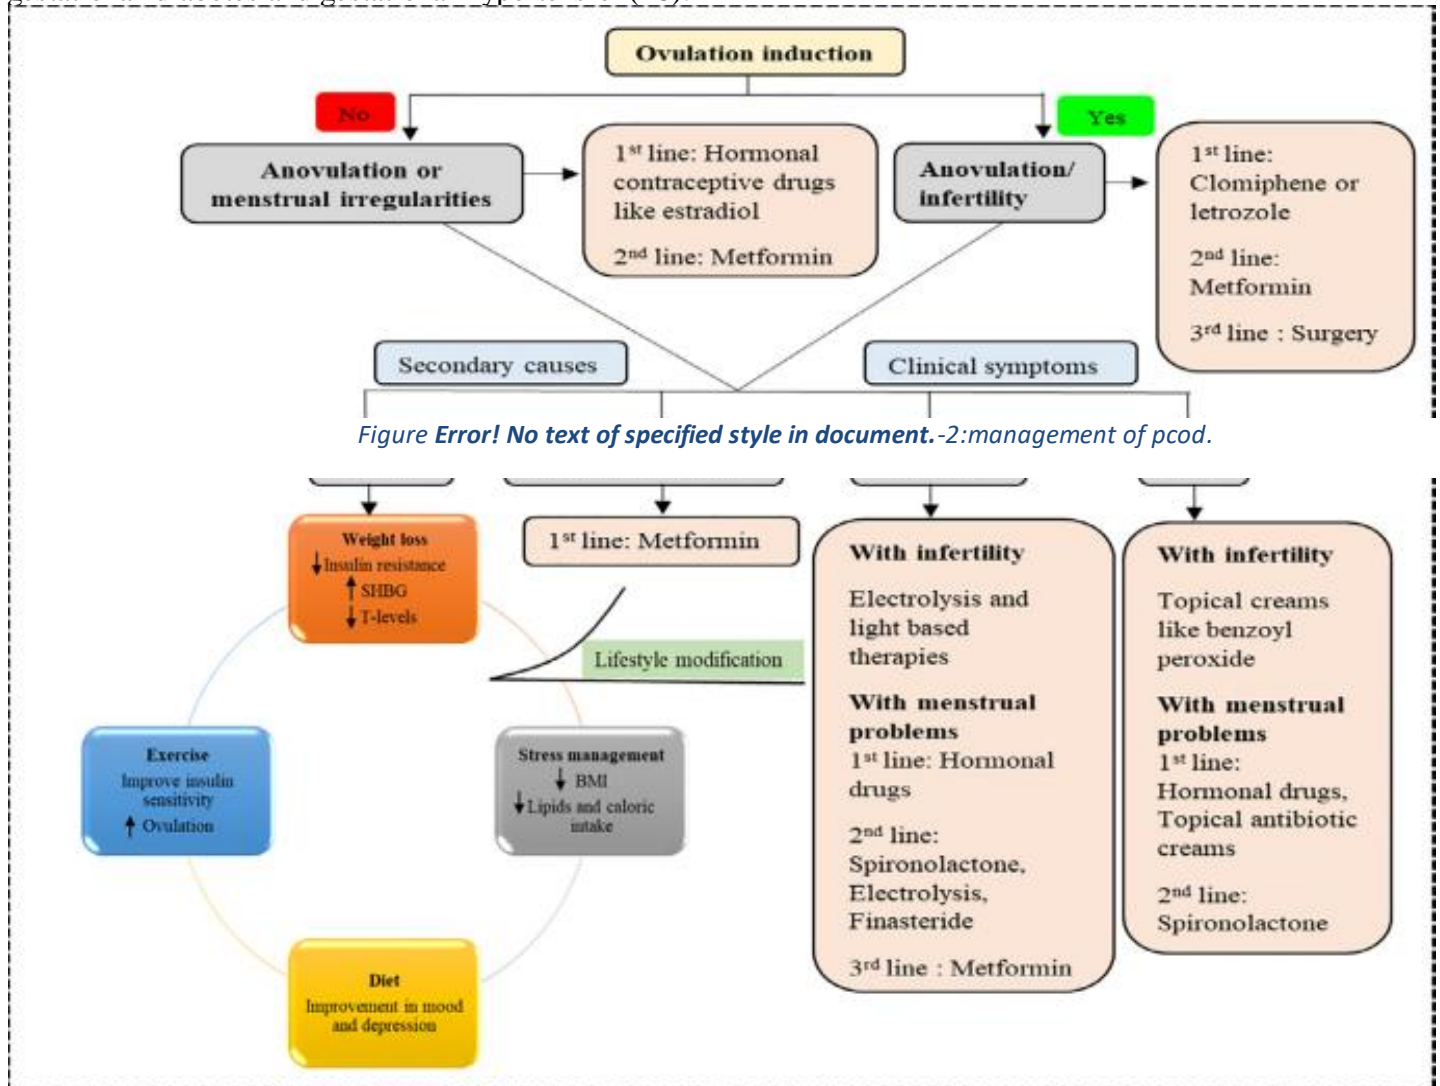 Ovulation induction
No
Yes
Anovulation or
menstrual irregularities
1st line: Hormonal
contraceptive drugs
like estradiol
2nd line: Metformin
Anovulation/
infertility
1st line:
Clomiphene or
letrozole
2nd line:
Metformin
3rd line : Surgery
Secondary causes
Clinical symptoms
Figure Error! No text of specified style in document.-2:management of pcod.
Weight loss
↓Insulin resistance
↑ SHBG
↓ T-levels
Exercise
Improve insulin
sensitivity
↑ Ovulation
Stress management
↓ BMI
↓Lipids and caloric
intake
Diet
Improvement in mood
and depression
1st line: Metformin
Lifestyle modification
With infertility
Electrolysis and
light based
therapies
With menstrual
problems
1st line: Hormonal
drugs
2nd line:
Spironolactone,
Electrolysis,
Finasteride
3rd line : Metformin
With infertility
Topical creams
like benzoyl
peroxide
With menstrual
problems
1st line:
Hormonal drugs,
Topical antibiotic
creams
2nd line:
Spironolactone